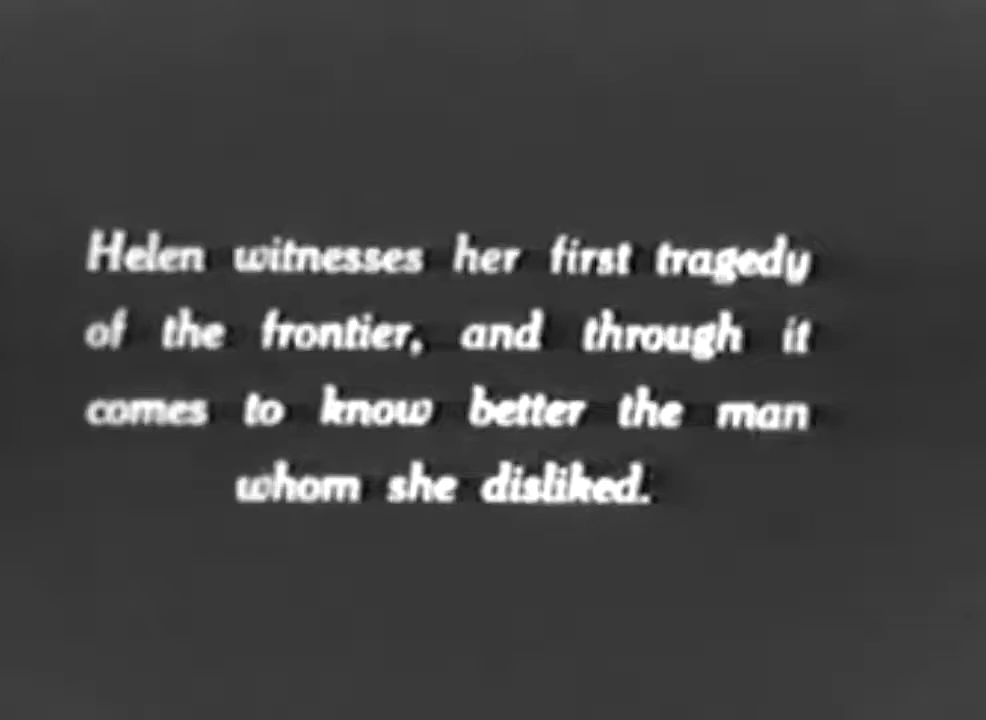 Helen witnesses her first tragedy
of the frontier, and through it
comes to know better the man
whom she disliked.